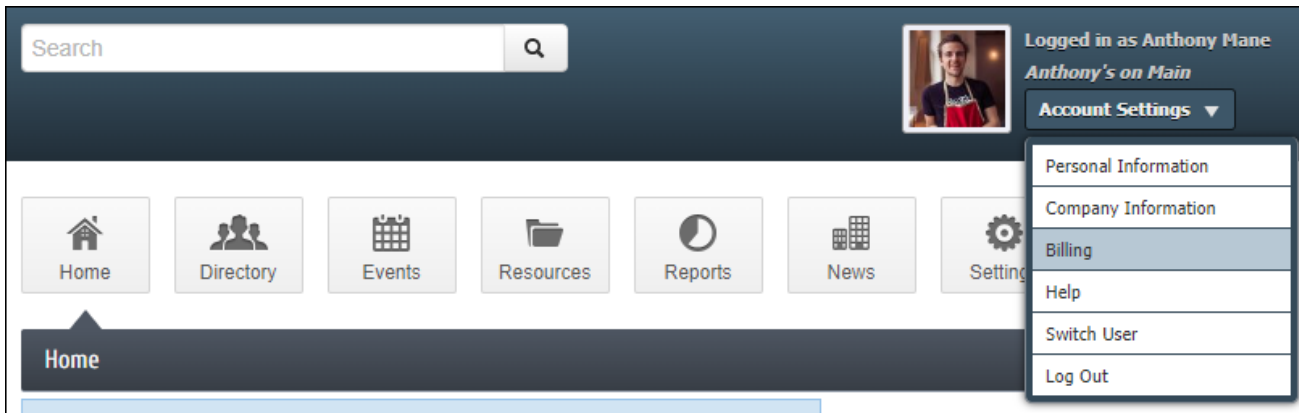 Search
Logged in as Anthony Mane
Anthony's on Main
Account Settings
Personal Information
Company Information
Billing
Help
Switch User
Log Out
Home
Directory
Events
Resources
Reports
News
Setting
Home